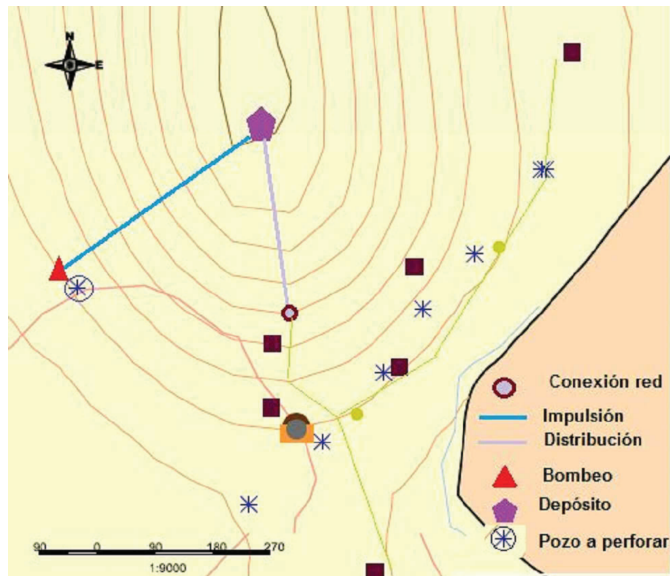 N
E
Conexión red
Impulsión
Distribución
Bombeo
Depósito
Pozo a perforar
90 0 90 180 270
1:9000